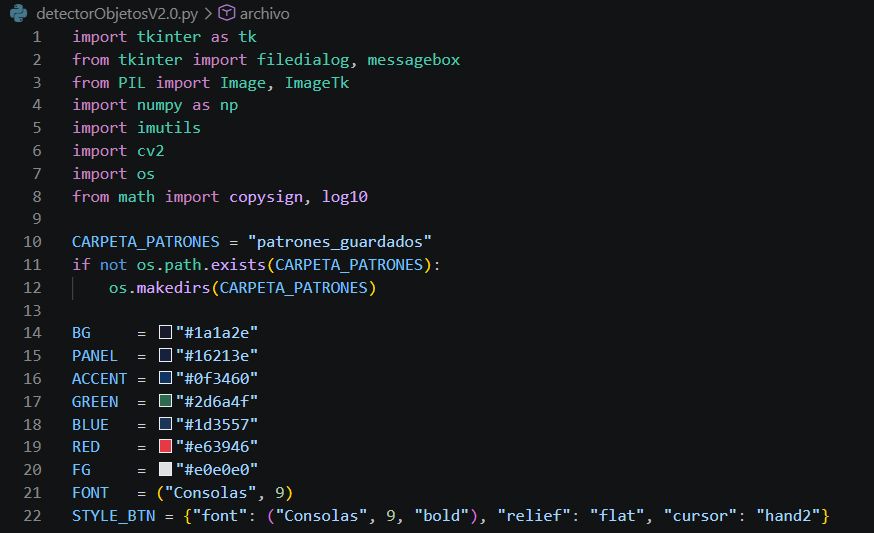 detectorObjetosV2.0.py > archivo
1 import tkinter as tk
2 from tkinter import filedialog, messagebox
3 from PIL import Image, ImageTk
4 import numpy as np
5 import imutils
6 import cv2
7 import os
8 from math import copysign, log10
9
10 CARPETA_PATRONES = "patrones_guardados"
11 if not os.path.exists(CARPETA_PATRONES):
12     os.makedirs(CARPETA_PATRONES)
13
14 BG     = "#1a1a2e"
15 PANEL  = "#16213e"
16 ACCENT = "#0f3460"
17 GREEN  = "#2d6a4f"
18 BLUE   = "#1d3557"
19 RED    = "#e63946"
20 FG     = "#e0e0e0"
21 FONT   = ("Consolas", 9)
22 STYLE_BTN = {"font": ("Consolas", 9, "bold"), "relief": "flat", "cursor": "hand2"}